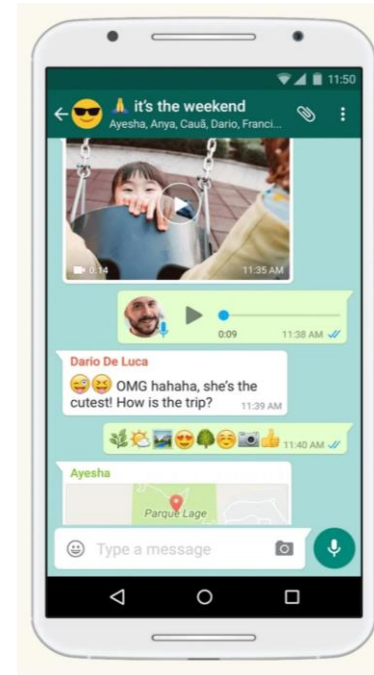 11:50
🙏 it's the weekend
Ayesha, Anya, Cauã, Dario, Franci...
0:14
11:35 AM
0:09
11:38 AM
Dario De Luca
😜😝 OMG hahaha, she's the
cutest! How is the trip?
11:39 AM
🌿🌤🏞😍🌳☺📷👍 11:40 AM
Ayesha
Parque Lage
Type a message